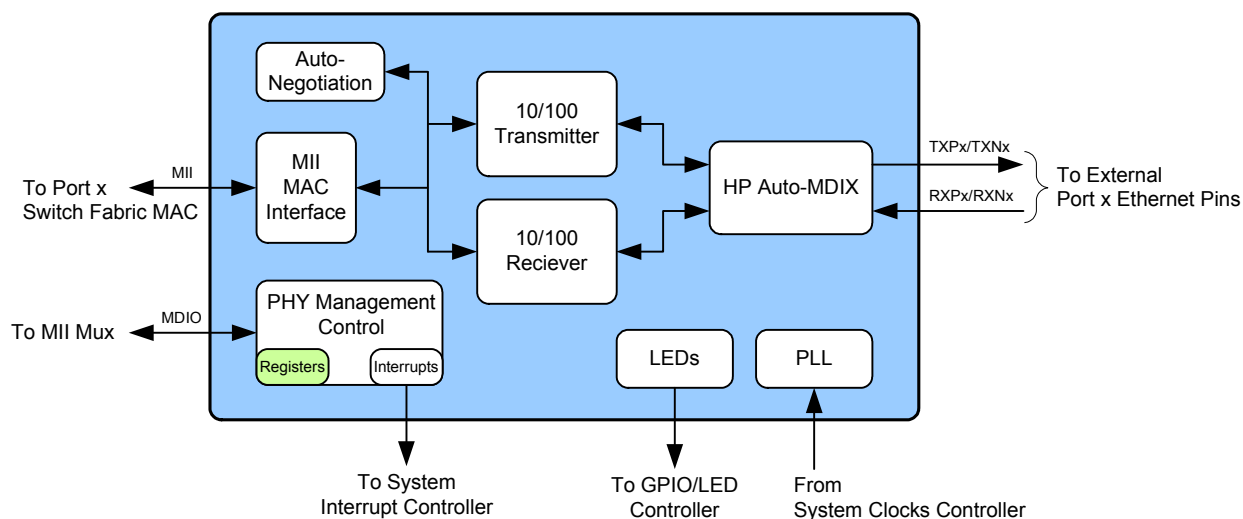 Auto-
Negotiation
10/100
Transmitter
MII
MAC
Interface
HP Auto-MDIX
10/100
Reciever
MII
To Port x
Switch Fabric MAC
TXPx/TXNx
RXPx/RXNx
To External
Port x Ethernet Pins
PHY Management
Control
Registers
Interrupts
MDIO
To MII Mux
LEDs
PLL
To System
Interrupt Controller
To GPIO/LED
Controller
From
System Clocks Controller